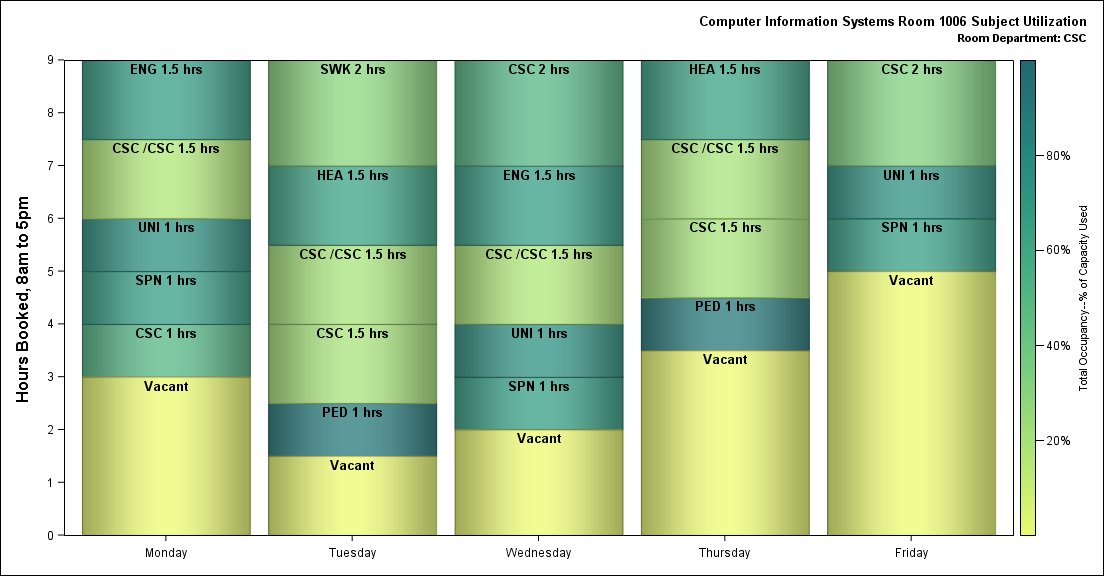 Computer Information Systems Room 1006 Subject Utilization
Room Department: CSC
Hours Booked, 8am to 5pm
9
8
7
6
5
4
3
2
1
0
ENG 1.5 hrs
CSC /CSC 1.5 hrs
UNI 1 hrs
SPN 1 hrs
CSC 1 hrs
Vacant
SWK 2 hrs
HEA 1.5 hrs
CSC /CSC 1.5 hrs
CSC 1.5 hrs
PED 1 hrs
Vacant
CSC 2 hrs
ENG 1.5 hrs
CSC /CSC 1.5 hrs
UNI 1 hrs
SPN 1 hrs
Vacant
HEA 1.5 hrs
CSC /CSC 1.5 hrs
CSC 1.5 hrs
PED 1 hrs
Vacant
CSC 2 hrs
UNI 1 hrs
SPN 1 hrs
Vacant
Monday
Tuesday
Wednesday
Thursday
Friday
80%
60%
40%
20%
Total Occupancy--% of Capacity Used